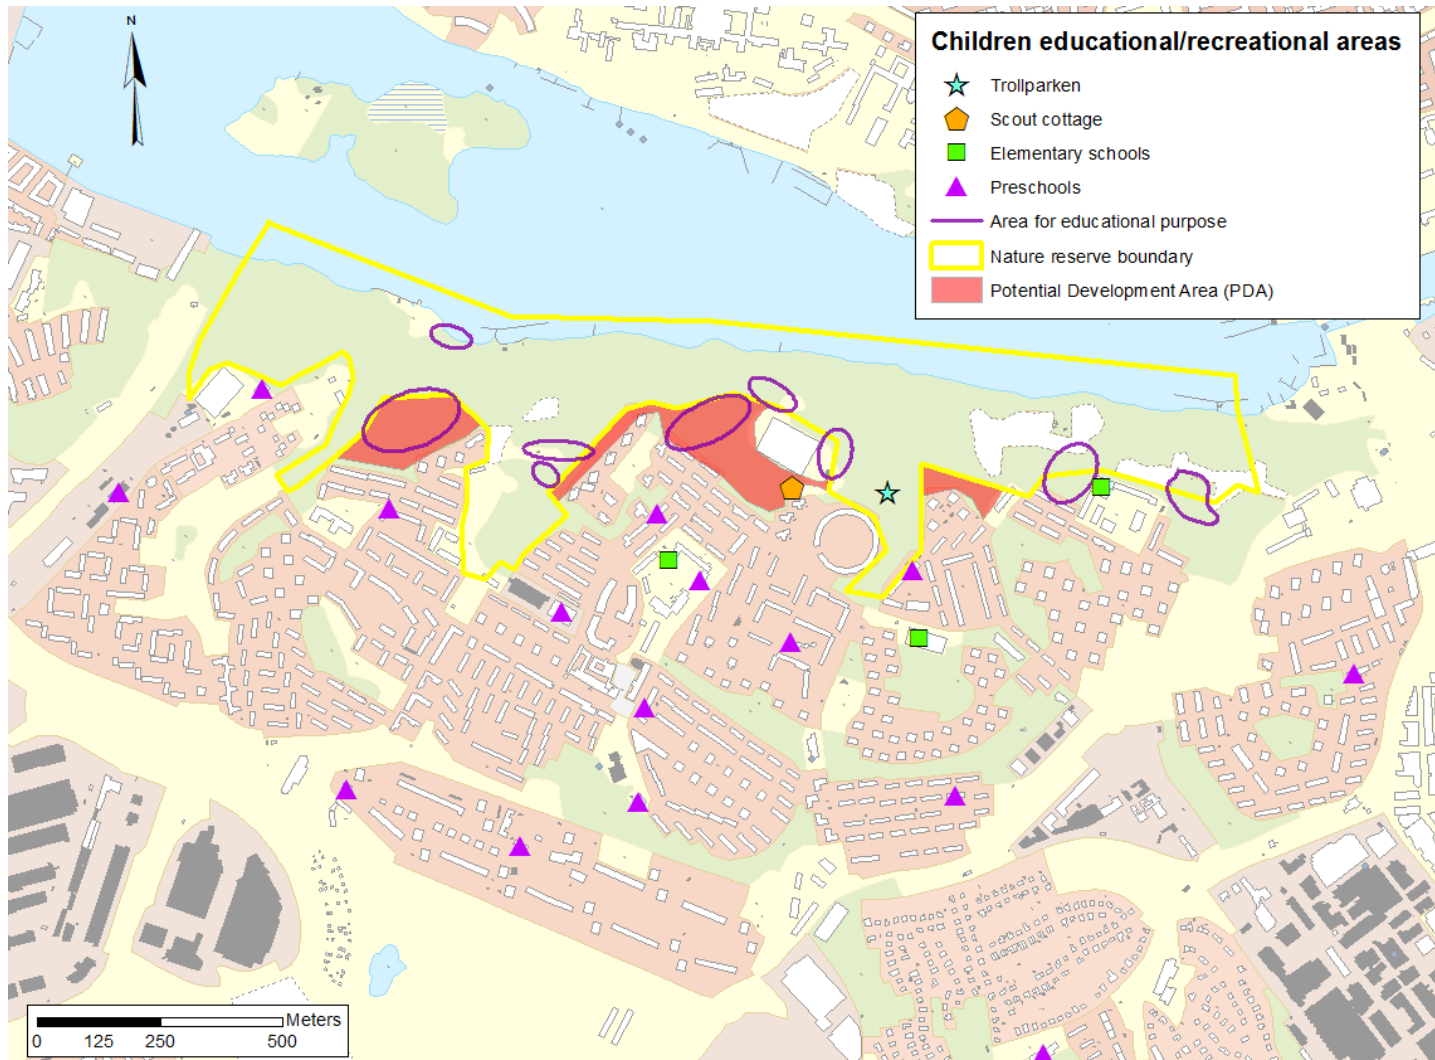 N
Children educational/recreational areas
Trollparken
Scout cottage
Elementary schools
Preschools
Area for educational purpose
Nature reserve boundary
Potential Development Area (PDA)
Meters
0 125 250 500